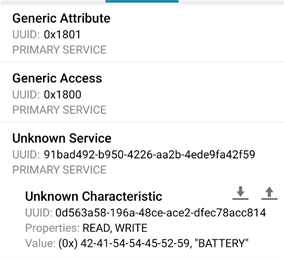 Generic Attribute
UUID: 0x1801
PRIMARY SERVICE
Generic Access
UUID: 0x1800
PRIMARY SERVICE
Unknown Service
UUID: 91bad492-b950-4226-aa2b-4ede9fa42f59
PRIMARY SERVICE
Unknown Characteristic
UUID: 0d563a58-196a-48ce-ace2-dfec78acc814
Properties: READ, WRITE
Value: (0x) 42-41-54-54-45-52-59, "BATTERY"